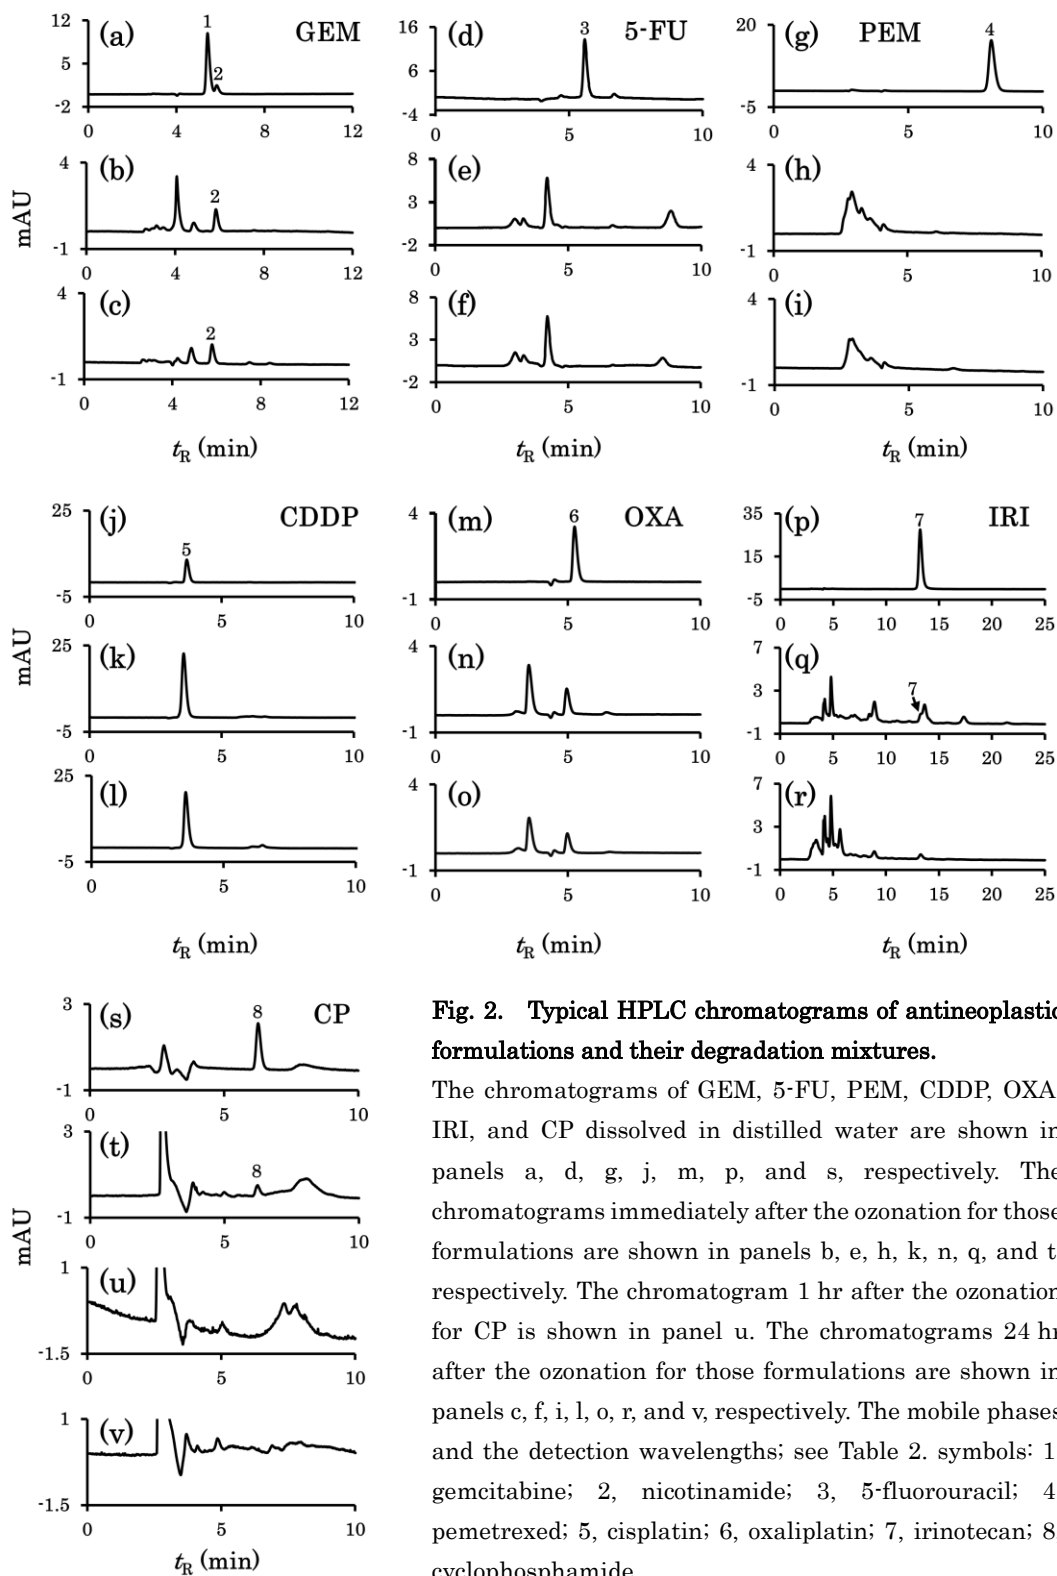 (a) GEM
1
2
12
5
-2
0 4 8 12
(d) 5-FU
3
16
6
-4
0 5 10
(g) PEM
4
20
-5
0 5 10
mAU
(b)
2
4
-1
0 4 8 12
(e)
8
3
-2
0 5 10
(h)
4
-1
0 5 10
(c)
2
4
-1
0 4 8 12
tR (min)
(f)
8
3
-2
0 5 10
tR (min)
(i)
4
-1
0 5 10
tR (min)
(j) CDDP
5
25
-5
0 5 10
(m) OXA
6
4
-1
0 5 10
(p) IRI
7
35
15
-5
0 5 10 15 20 25
mAU
(k)
25
-5
0 5 10
(n)
4
-1
0 5 10
(q)
7
7
3
-1
0 5 10 15 20 25
(l)
25
-5
0 5 10
tR (min)
(o)
4
-1
0 5 10
tR (min)
(r)
7
3
-1
0 5 10 15 20 25
tR (min)
(s) CP
8
3
-1
0 5 10
mAU
(t)
8
3
-1
0 5 10
(u)
1
-1.5
0 5 10
(v)
1
-1.5
0 5 10
tR (min)
Fig. 2. Typical HPLC chromatograms of antineoplastic
formulations and their degradation mixtures.
The chromatograms of GEM, 5-FU, PEM, CDDP, OXA
IRI, and CP dissolved in distilled water are shown in
panels a, d, g, j, m, p, and s, respectively. The
chromatograms immediately after the ozonation for those
formulations are shown in panels b, e, h, k, n, q, and t
respectively. The chromatogram 1 hr after the ozonation
for CP is shown in panel u. The chromatograms 24 hr
after the ozonation for those formulations are shown in
panels c, f, i, l, o, r, and v, respectively. The mobile phases
and the detection wavelengths; see Table 2. symbols: 1
gemcitabine; 2, nicotinamide; 3, 5-fluorouracil; 4
pemetrexed; 5, cisplatin; 6, oxaliplatin; 7, irinotecan; 8
cyclophosphamide